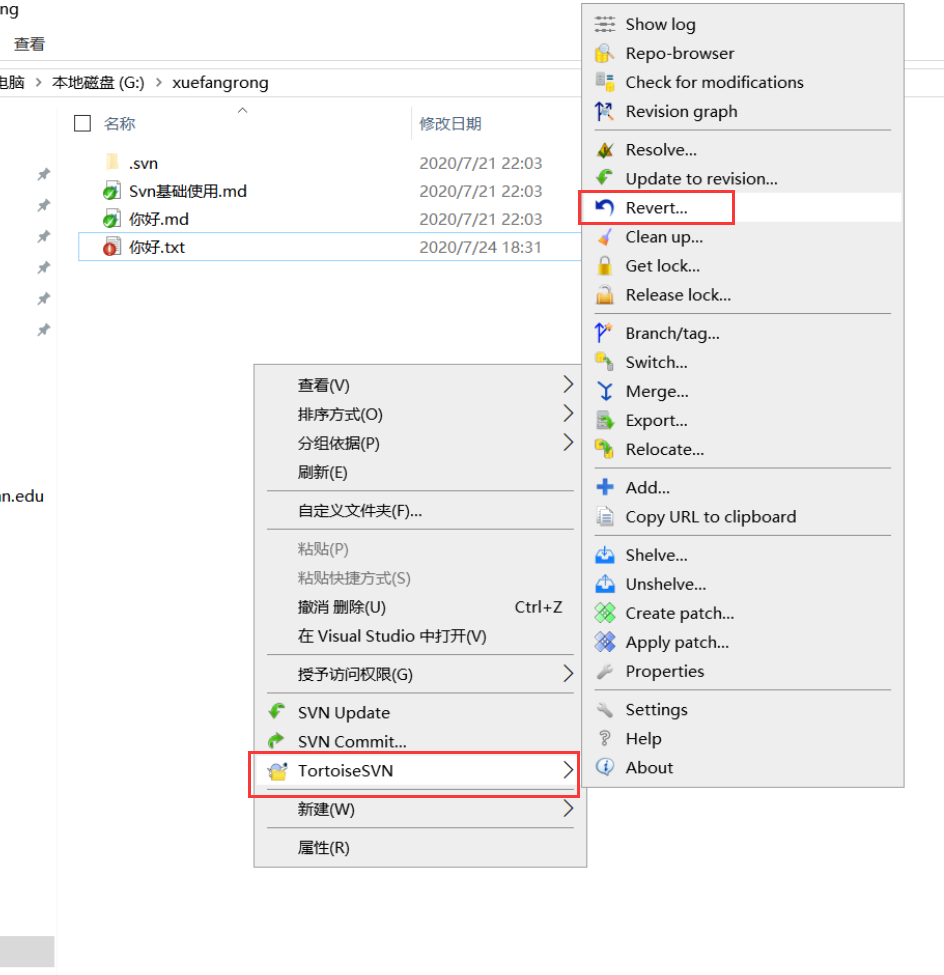 ng
查看
电脑 > 本地磁盘 (G:) > xuefangrong
名称 修改日期
.svn 2020/7/21 22:03
Svn基础使用.md 2020/7/21 22:03
你好.md 2020/7/21 22:03
你好.txt 2020/7/24 18:31
n.edu
查看(V)
排序方式(O)
分组依据(P)
刷新(E)
自定义文件夹(F)...
粘贴(P)
粘贴快捷方式(S)
撤消 删除(U) Ctrl+Z
在 Visual Studio 中打开(V)
授予访问权限(G)
SVN Update
SVN Commit...
TortoiseSVN
新建(W)
属性(R)
Show log
Repo-browser
Check for modifications
Revision graph
Resolve...
Update to revision...
Revert...
Clean up...
Get lock...
Release lock...
Branch/tag...
Switch...
Merge...
Export...
Relocate...
Add...
Copy URL to clipboard
Shelve...
Unshelve...
Create patch...
Apply patch...
Properties
Settings
Help
About